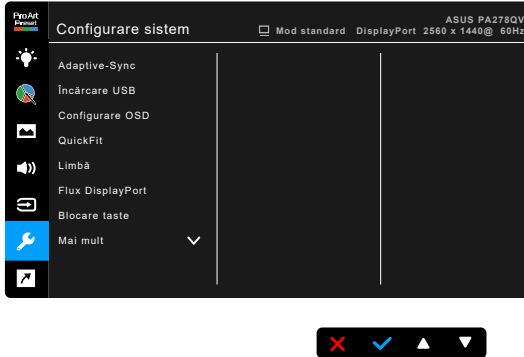 ProArt
Preset
Configurare sistem
ASUS PA278QV
Mod standard DisplayPort 2560 x 1440@ 60Hz
Adaptive-Sync
Încărcare USB
Configurare OSD
QuickFit
Limbă
Flux DisplayPort
Blocare taste
Mai mult